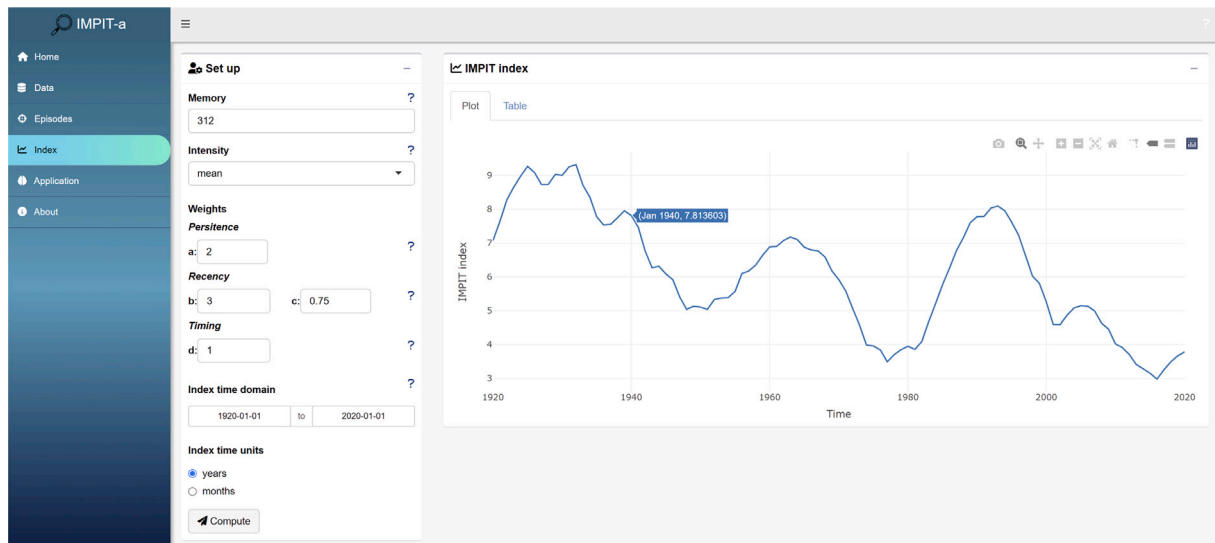 IMPIT-a
?
Home
Data
Episodes
Index
Application
About
Set up
Memory ?
312
Intensity ?
mean
Weights
Persitence
a: 2 ?
Recency
b: 3 c: 0.75 ?
Timing
d: 1 ?
Index time domain ?
1920-01-01 to 2020-01-01
Index time units
years
months
Compute
IMPIT index
Plot Table
9
8
7
6
5
4
3
IMPIT index
(Jan 1940, 7.813603)
1920 1940 1960 1980 2000 2020
Time